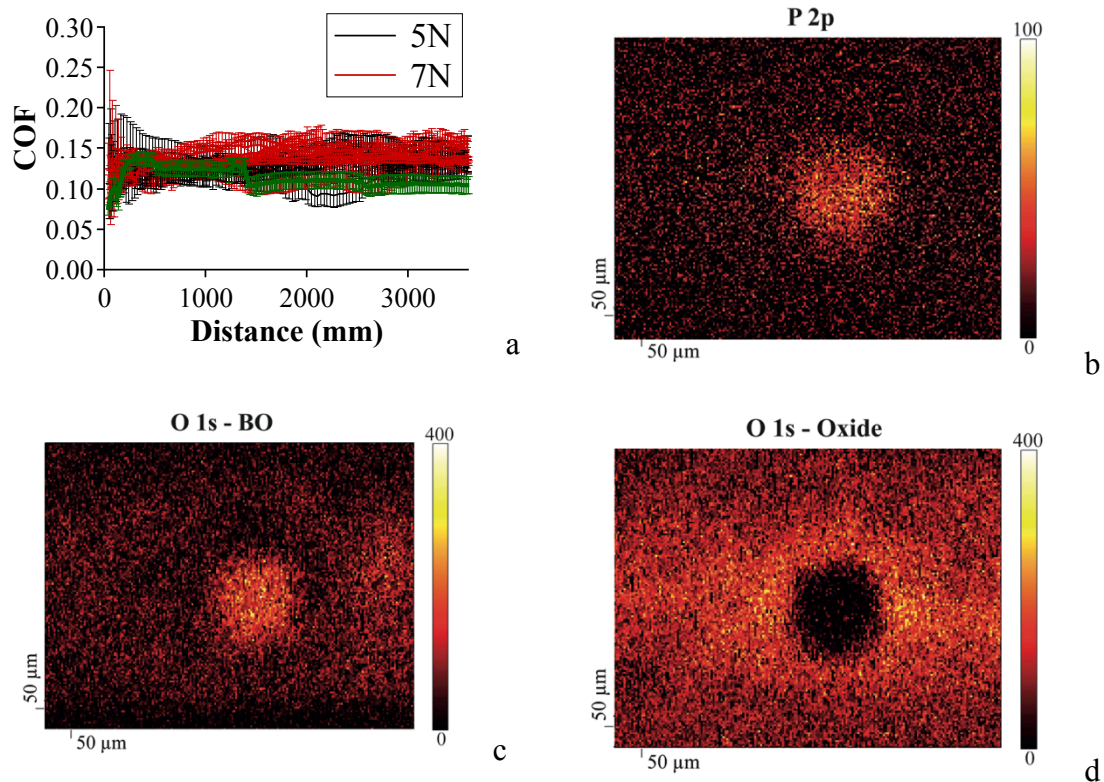 0.30
0.25
0.20
0.15
0.10
0.05
0.00
COF
5N
7N
0 1000 2000 3000
Distance (mm)
a
P 2p
100
0
50 µm
50 µm
b
O 1s - BO
400
0
50 µm
50 µm
c
O 1s - Oxide
400
0
50 µm
50 µm
d